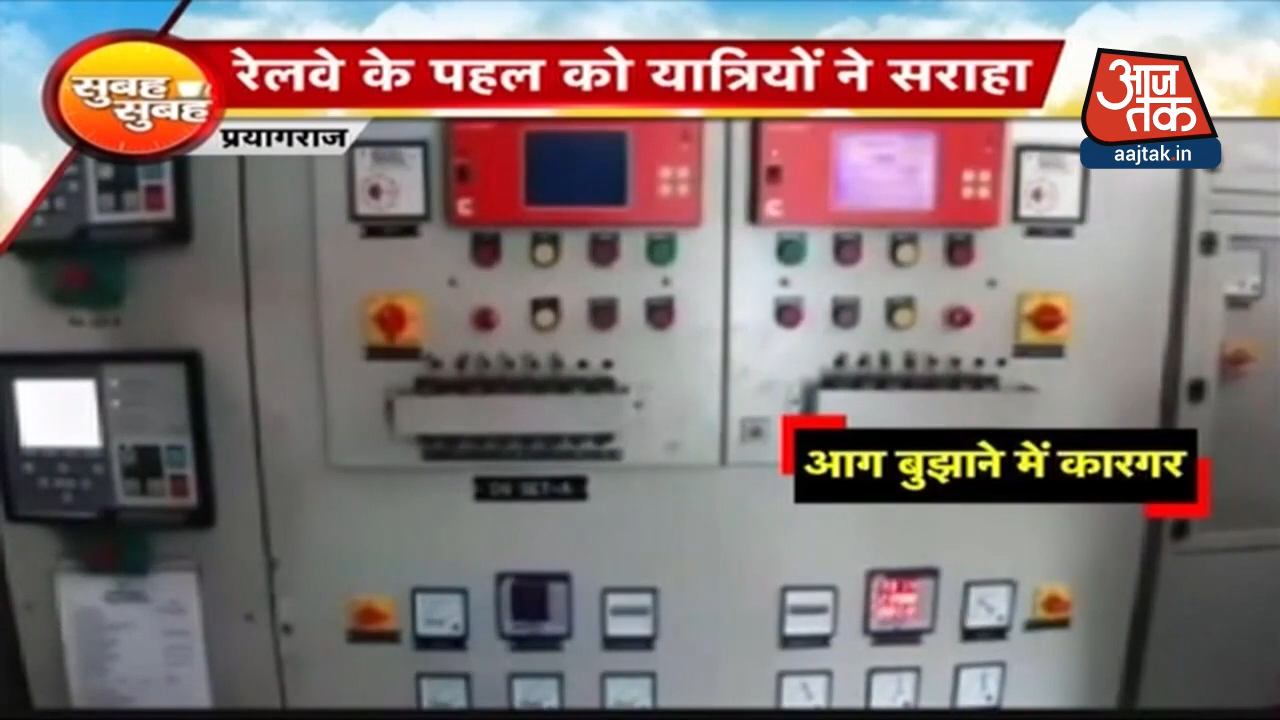 सुबह
सुबह
रेलवे के पहल को यात्रियों ने सराहा
आज
तक
aajtak.in
प्रयागराज
आग बुझाने में कारगर
DG SET-A